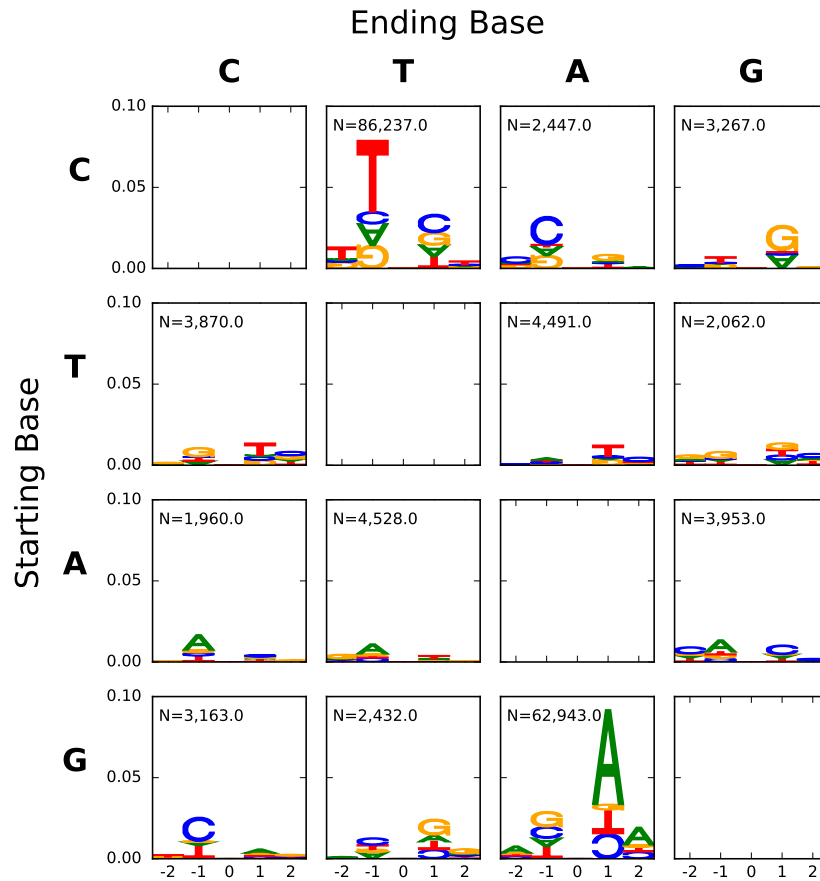 Ending Base
C T A G
0.10
N=86,237.0 N=2,447.0 N=3,267.0
C
0.05
0.00
0.10
N=3,870.0 N=4,491.0 N=2,062.0
T
0.05
0.00
Starting Base
0.10
N=1,960.0 N=4,528.0 N=3,953.0
A
0.05
0.00
0.10
N=3,163.0 N=2,432.0 N=62,943.0
G
0.05
0.00
-2 -1 0 1 2 -2 -1 0 1 2 -2 -1 0 1 2 -2 -1 0 1 2